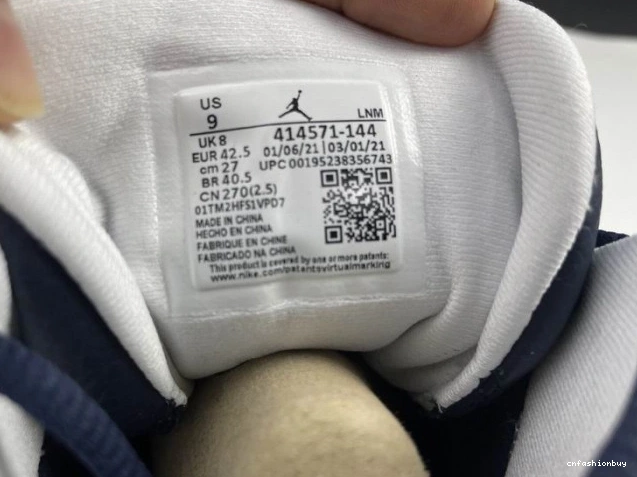 US
9
LNM
UK 8
414571-144
EUR 42.5
01/06/21 | 03/01/21
cm 27
UPC 00195238356743
BR 40.5
CN 270(2.5)
01TM2HFS1VPD7
MADE IN CHINA
HECHO EN CHINA
FABRIQUE EN CHINE
FABRICADO NA CHINA
This product is covered by one or more patents:
www.nike.com/patentsvirtualmarking
cnfashionbuy